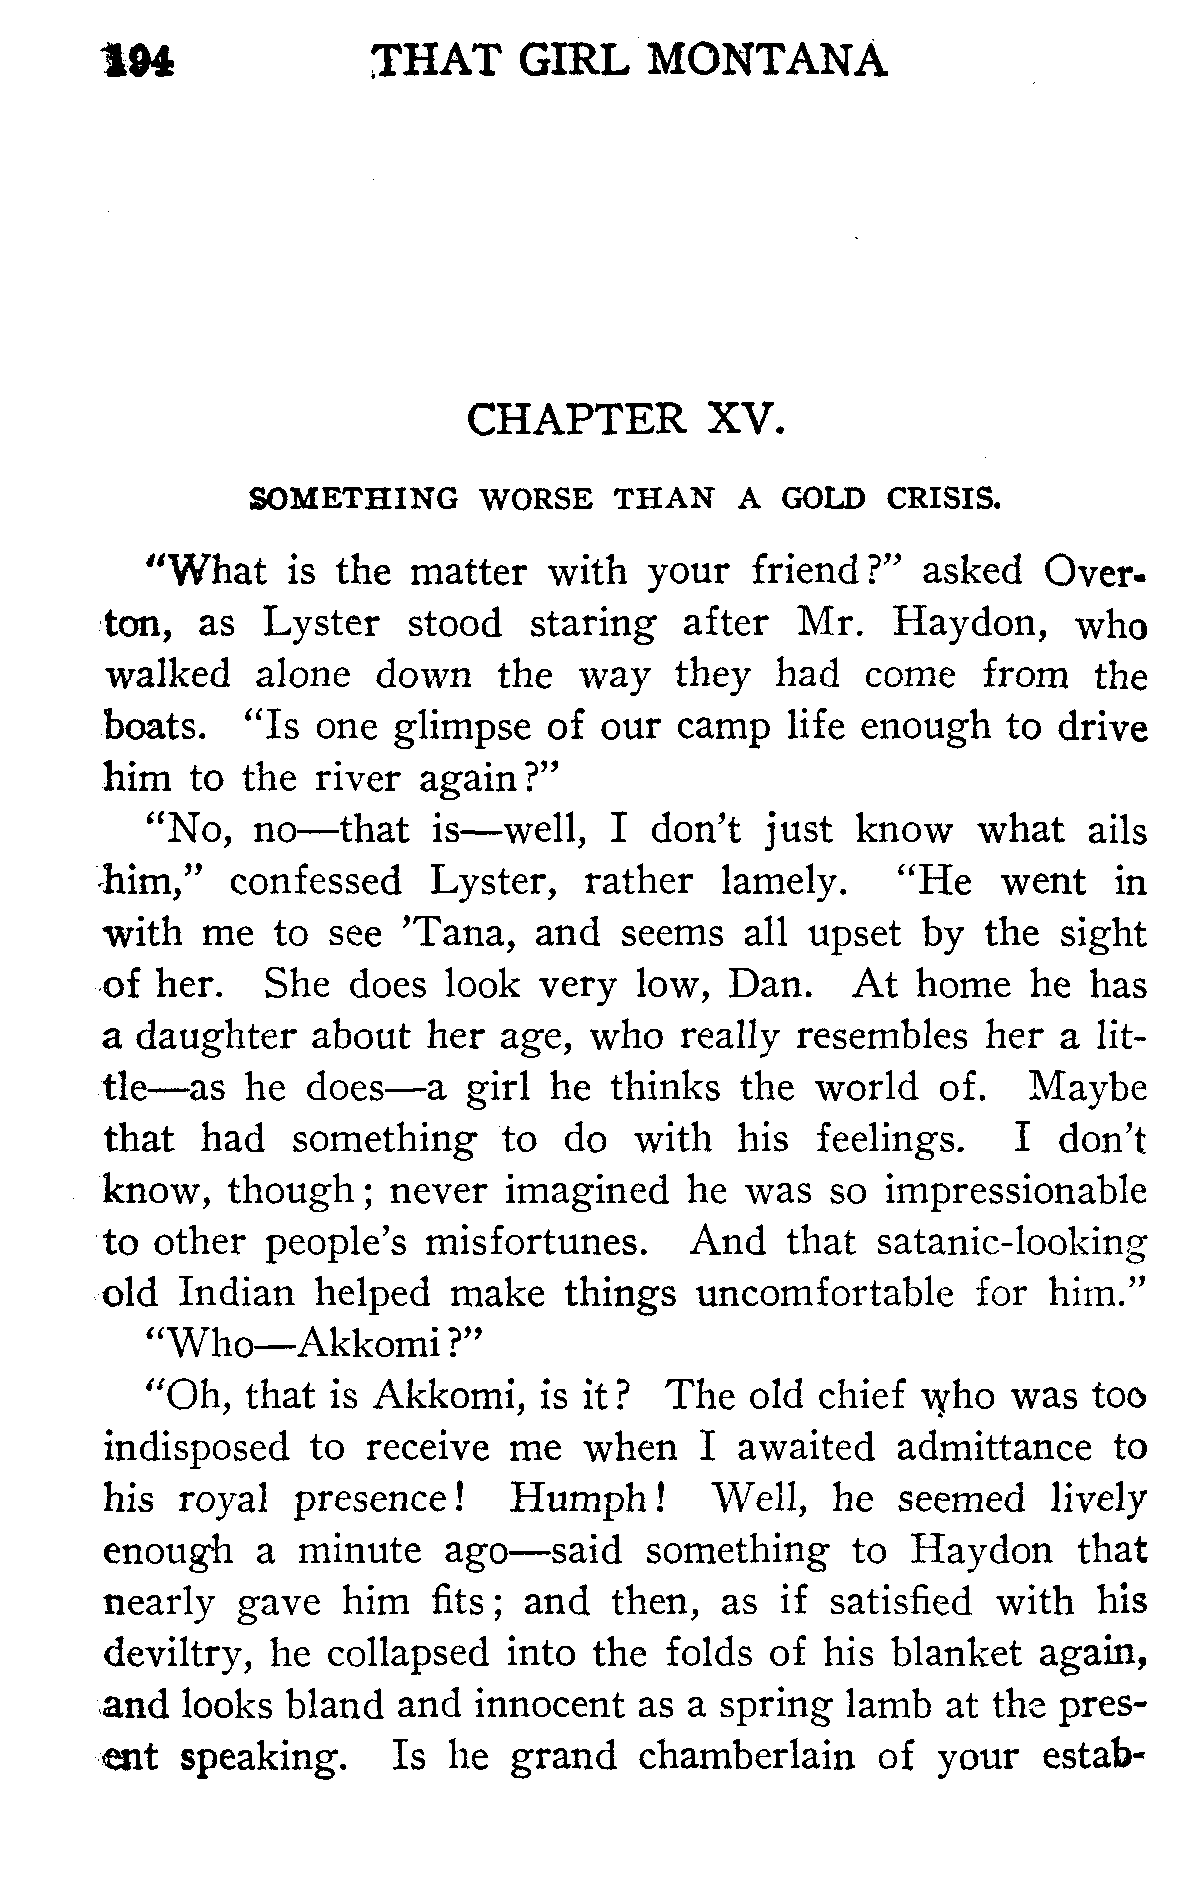 194 THAT GIRL MONTANA
CHAPTER XV.
SOMETHING WORSE THAN A GOLD CRISIS.
“What is the matter with your friend?” asked Over-
ton, as Lyster stood staring after Mr. Haydon, who
walked alone down the way they had come from the
boats. “Is one glimpse of our camp life enough to drive
him to the river again?”
“No, no—that is—well, I don’t just know what ails
him,” confessed Lyster, rather lamely. “He went in
with me to see ’Tana, and seems all upset by the sight
of her. She does look very low, Dan. At home he has
a daughter about her age, who really resembles her a lit-
tle—as he does—a girl he thinks the world of. Maybe
that had something to do with his feelings. I don’t
know, though; never imagined he was so impressionable
to other people’s misfortunes. And that satanic-looking
old Indian helped make things uncomfortable for him.”
“Who—Akkomi?”
“Oh, that is Akkomi, is it? The old chief who was too
indisposed to receive me when I awaited admittance to
his royal presence! Humph! Well, he seemed lively
enough a minute ago—said something to Haydon that
nearly gave him fits; and then, as if satisfied with his
deviltry, he collapsed into the folds of his blanket again,
and looks bland and innocent as a spring lamb at the pres-
ent speaking. Is he grand chamberlain of your estab-